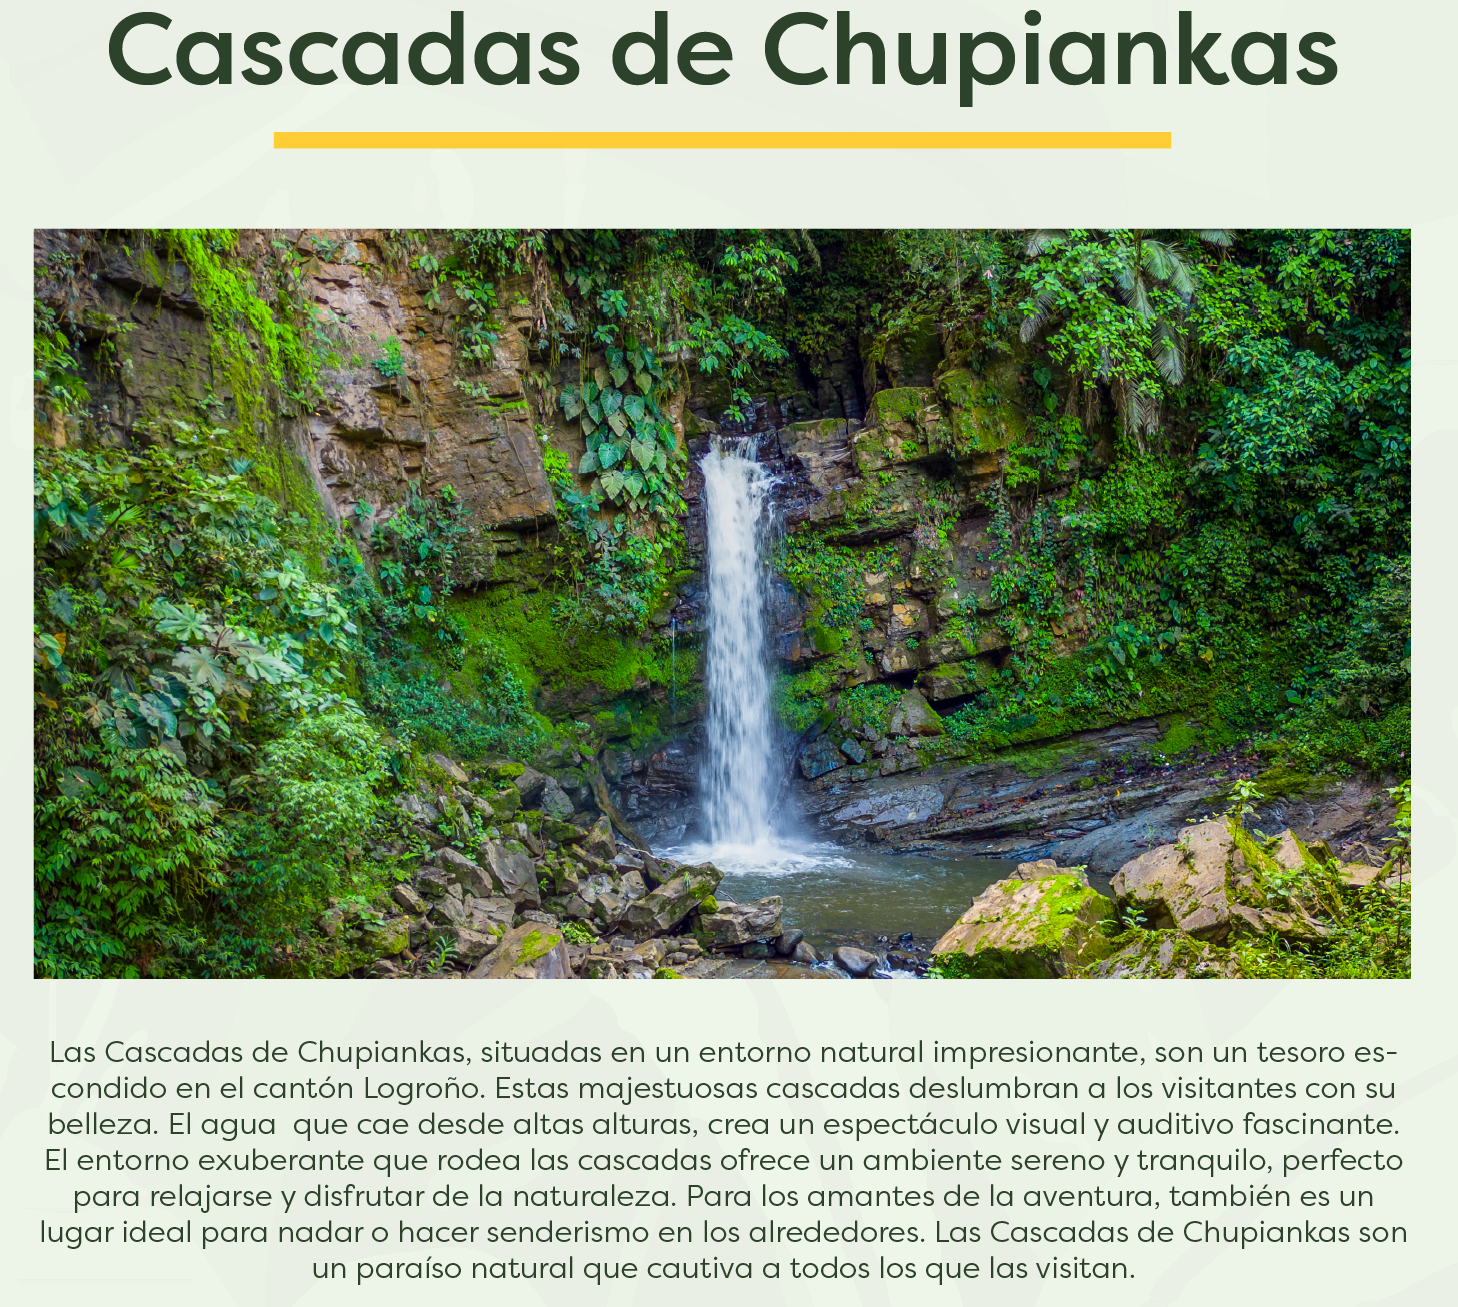 Cascadas de Chupiankas
Las Cascadas de Chupiankas, situadas en un entorno natural impresionante, son un tesoro es-
condido en el cantón Logroño. Estas majestuosas cascadas deslumbran a los visitantes con su
belleza. El agua  que cae desde altas alturas, crea un espectáculo visual y auditivo fascinante.
El entorno exuberante que rodea las cascadas ofrece un ambiente sereno y tranquilo, perfecto
para relajarse y disfrutar de la naturaleza. Para los amantes de la aventura, también es un
lugar ideal para nadar o hacer senderismo en los alrededores. Las Cascadas de Chupiankas son
un paraíso natural que cautiva a todos los que las visitan.